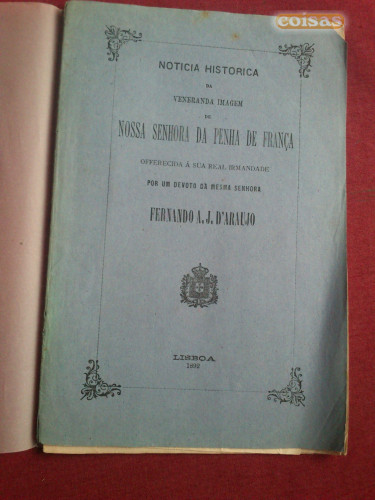 coisas
NOTICIA HISTORICA
DA
VENERANDA IMAGEM
DE
NOSSA SENHORA DA PENHA DE FRANÇA
OFFERECIDA Á SUA REAL IRMANDADE
POR UM DEVOTO DA MESMA SENHORA
FERNANDO A. J. D'ARAUJO
LISBOA